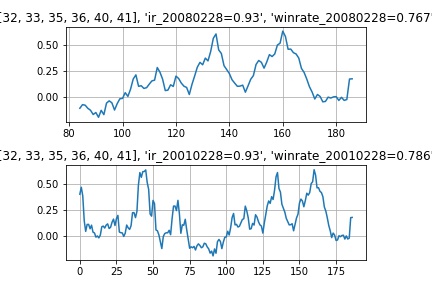 [32, 33, 35, 36, 40, 41], 'ir_20080228=0.93', 'winrate_20080228=0.767'
0.50
0.25
0.00
80 100 120 140 160 180
[32, 33, 35, 36, 40, 41], 'ir_20010228=0.93', 'winrate_20010228=0.786'
0.50
0.25
0.00
0 25 50 75 100 125 150 175